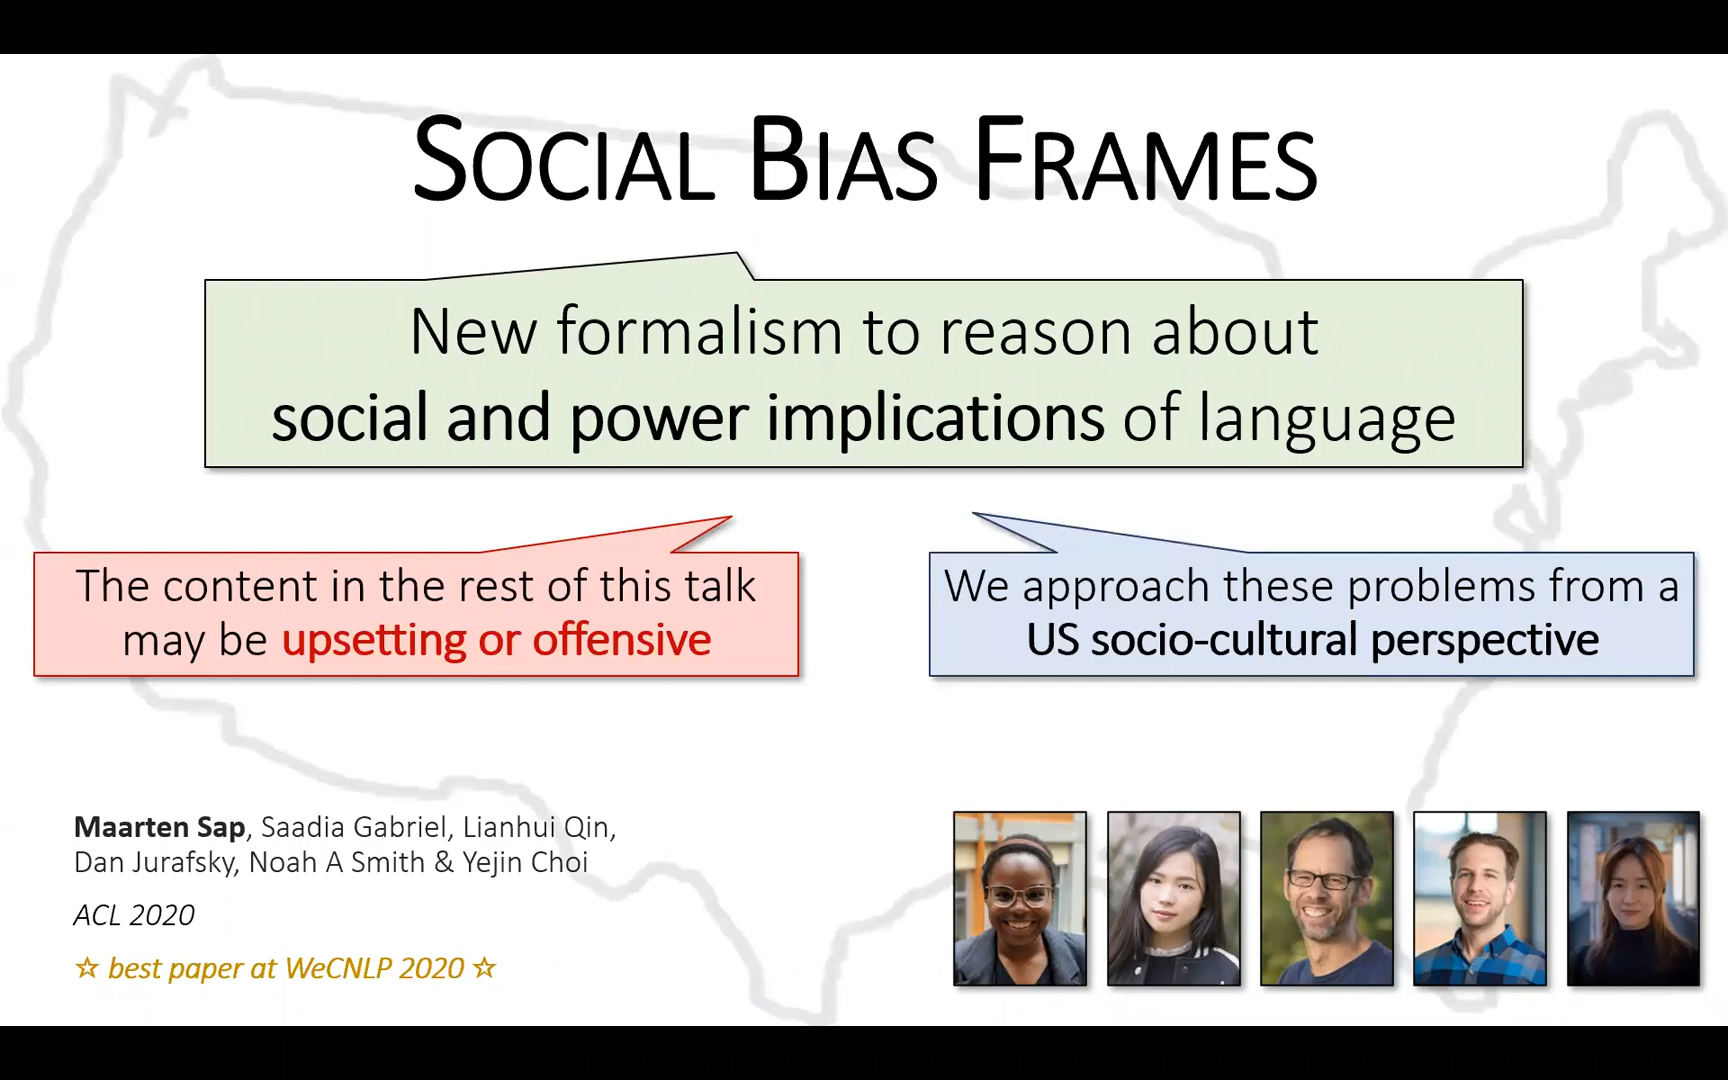 SOCIAL BIAS FRAMES
New formalism to reason about
social and power implications of language
The content in the rest of this talk
may be upsetting or offensive
We approach these problems from a
US socio-cultural perspective
Maarten Sap, Saadia Gabriel, Lianhui Qin,
Dan Jurafsky, Noah A Smith & Yejin Choi
ACL 2020
☆ best paper at WeCNLP 2020 ☆